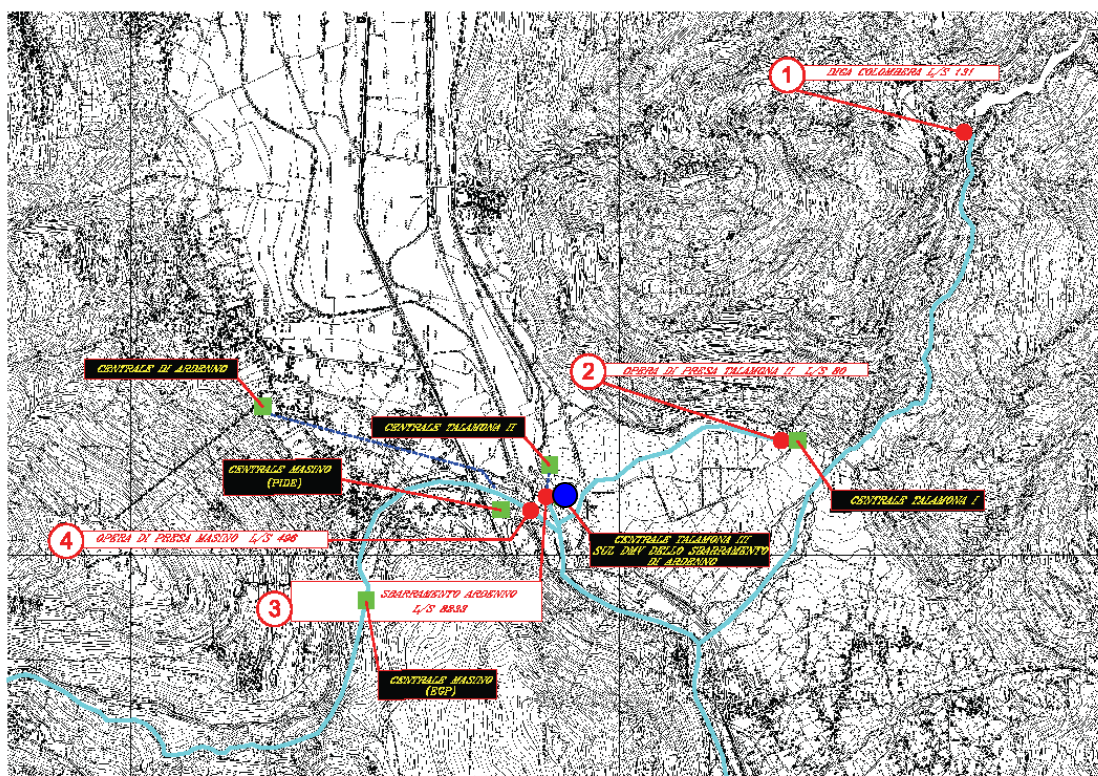 1
DIGA COLOMBERA L/S 131
2
OPERA DI PRESA TALAMONA II L/S 80
CENTRALE DI ARDENNO
CENTRALE TALAMONA II
CENTRALE MASINO
(PIDE)
CENTRALE TALAMONA I
4
OPERA DI PRESA MASINO L/S 496
CENTRALE TALAMONA III
SUL DMV DELLO SBARRAMENTO
DI ARDENNO
3
SBARRAMENTO ARDENNO
L/S 8233
CENTRALE MASINO
(EGP)